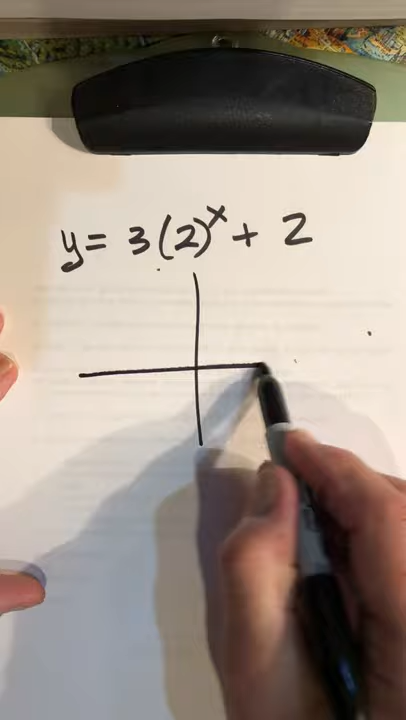 y = 3(2)^x + 2